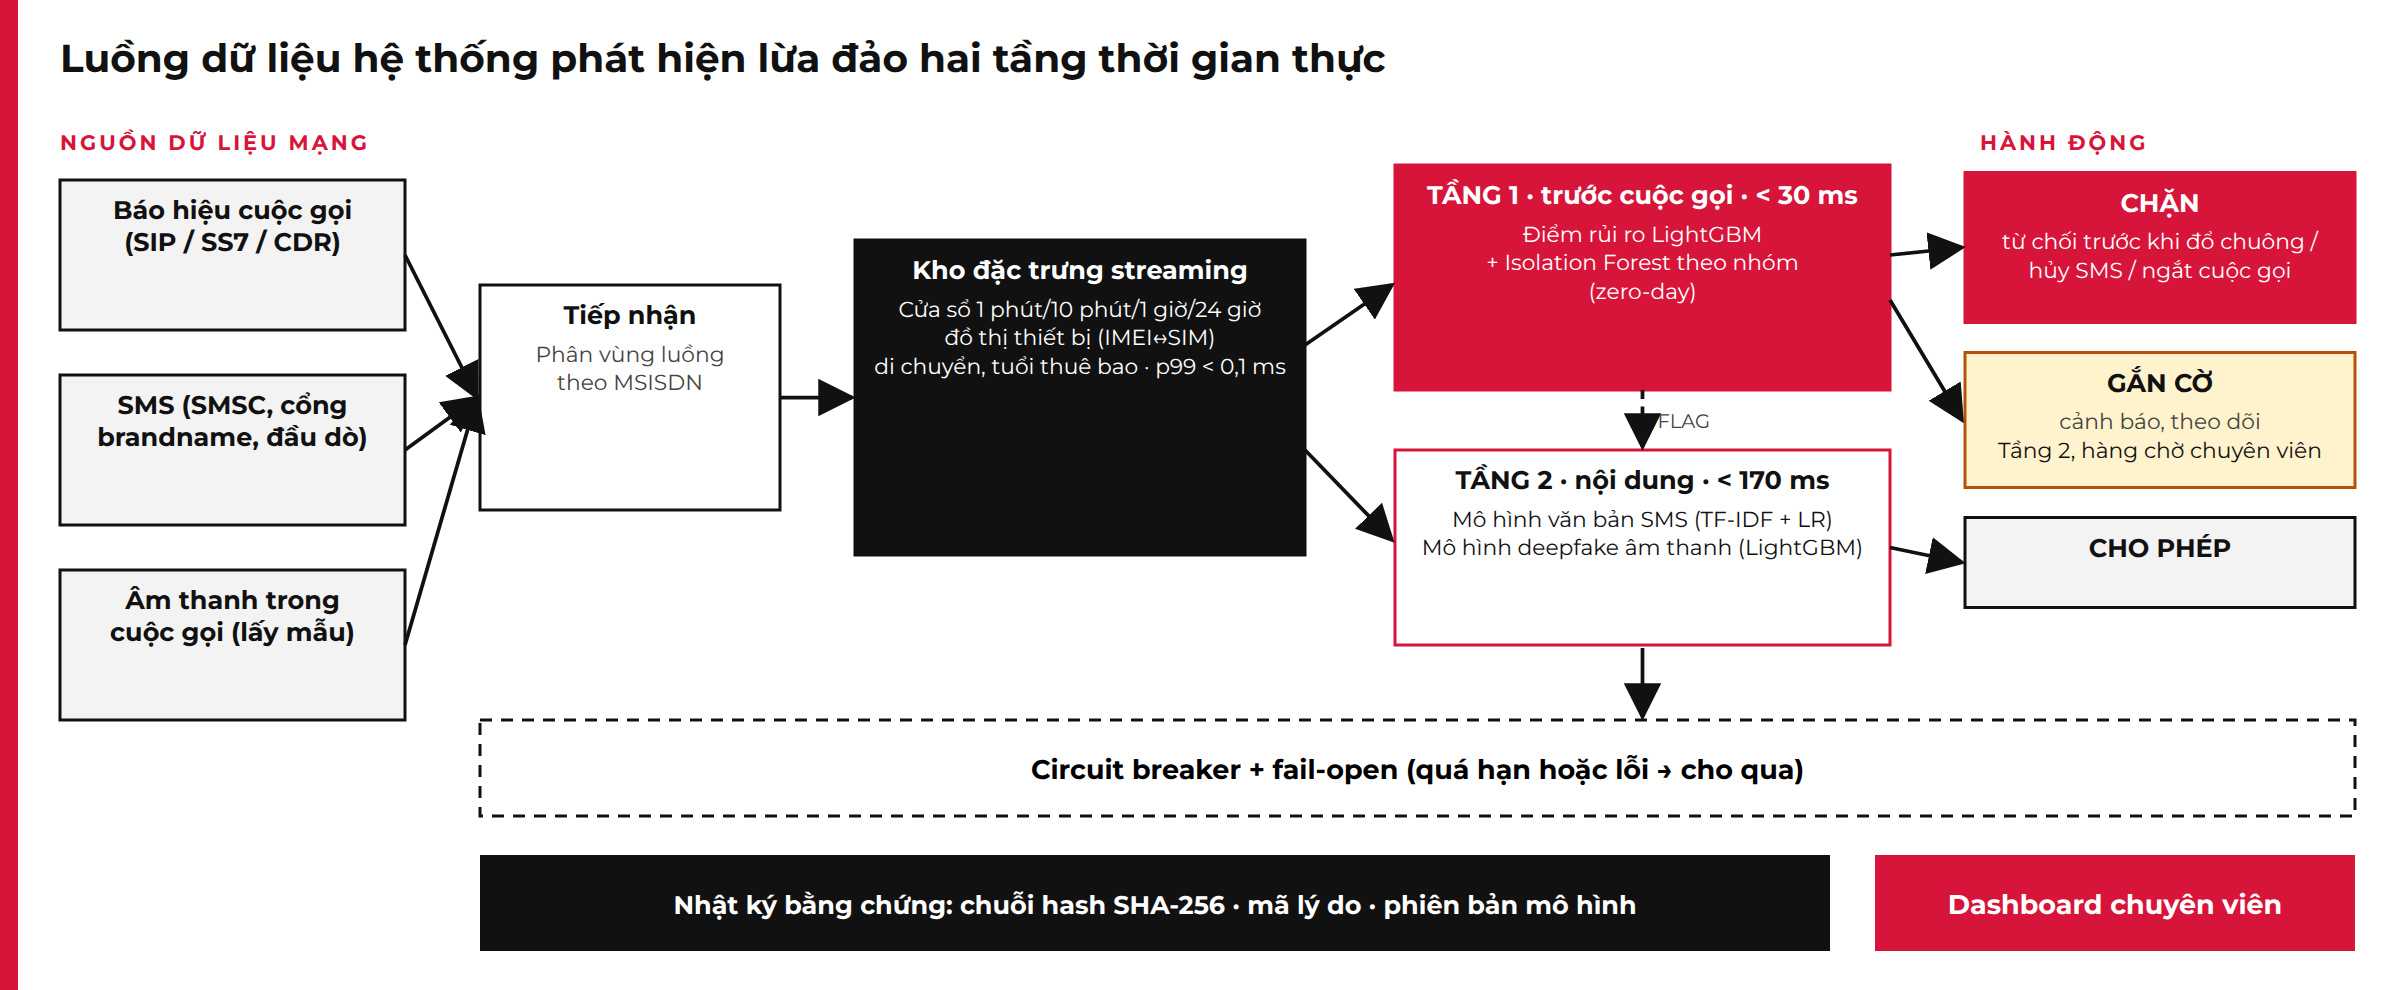 Luồng dữ liệu hệ thống phát hiện lừa đảo hai tầng thời gian thực
NGUỒN DỮ LIỆU MẠNG
Báo hiệu cuộc gọi
(SIP / SS7 / CDR)
SMS (SMSC, cổng
brandname, đầu dò)
Âm thanh trong
cuộc gọi (lấy mẫu)
Tiếp nhận
Phân vùng luồng
theo MSISDN
Kho đặc trưng streaming
Cửa sổ 1 phút/10 phút/1 giờ/24 giờ
đồ thị thiết bị (IMEI↔SIM)
di chuyển, tuổi thuê bao · p99 < 0,1 ms
TẦNG 1 · trước cuộc gọi · < 30 ms
Điểm rủi ro LightGBM
+ Isolation Forest theo nhóm
(zero-day)
FLAG
TẦNG 2 · nội dung · < 170 ms
Mô hình văn bản SMS (TF-IDF + LR)
Mô hình deepfake âm thanh (LightGBM)
HÀNH ĐỘNG
CHẶN
từ chối trước khi đổ chuông /
hủy SMS / ngắt cuộc gọi
GẮN CỜ
cảnh báo, theo dõi
Tầng 2, hàng chờ chuyên viên
CHO PHÉP
Circuit breaker + fail-open (quá hạn hoặc lỗi → cho qua)
Nhật ký bằng chứng: chuỗi hash SHA-256 · mã lý do · phiên bản mô hình
Dashboard chuyên viên